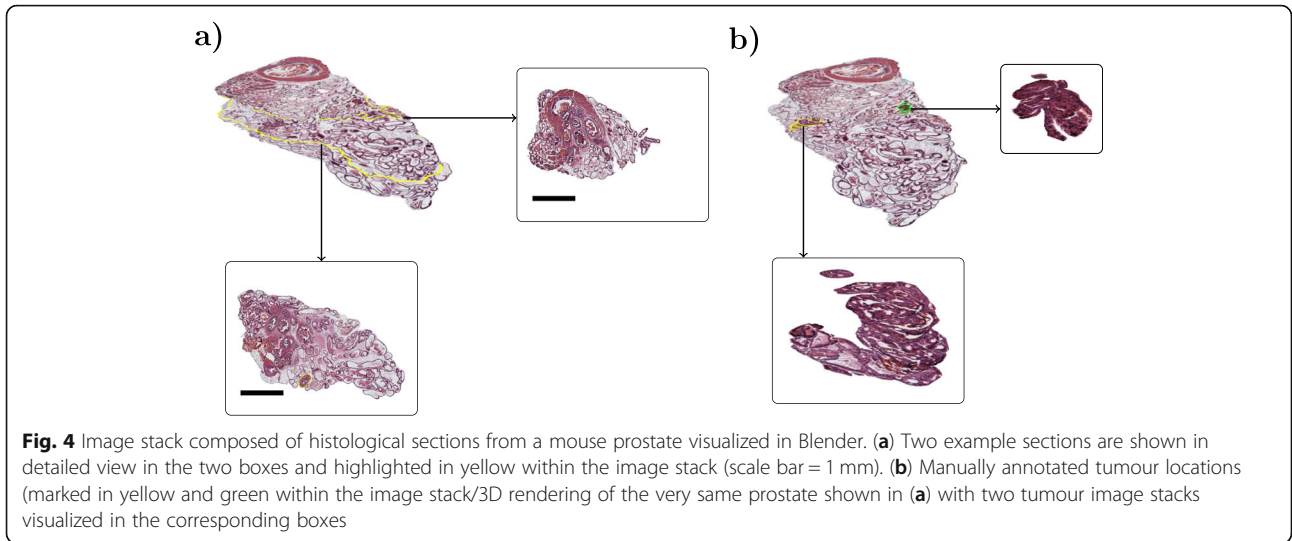 a)
b)
Fig. 4 Image stack composed of histological sections from a mouse prostate visualized in Blender. (a) Two example sections are shown in
detailed view in the two boxes and highlighted in yellow within the image stack (scale bar = 1 mm). (b) Manually annotated tumour locations
(marked in yellow and green within the image stack/3D rendering of the very same prostate shown in (a) with two tumour image stacks
visualized in the corresponding boxes